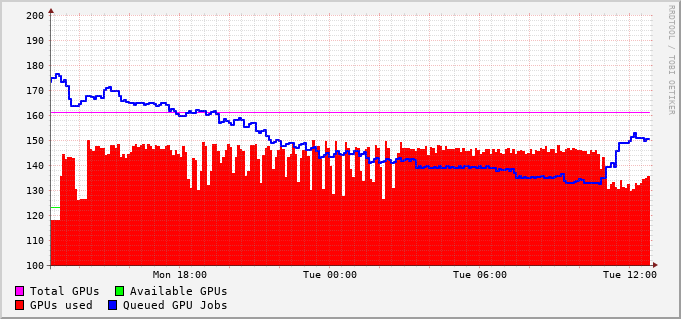 200
190
180
170
160
150
140
130
120
110
100
Mon 18:00 Tue 00:00 Tue 06:00 Tue 12:00
Total GPUs Available GPUs
GPUs used Queued GPU Jobs
RRDTOOL / TOBI OETIKER